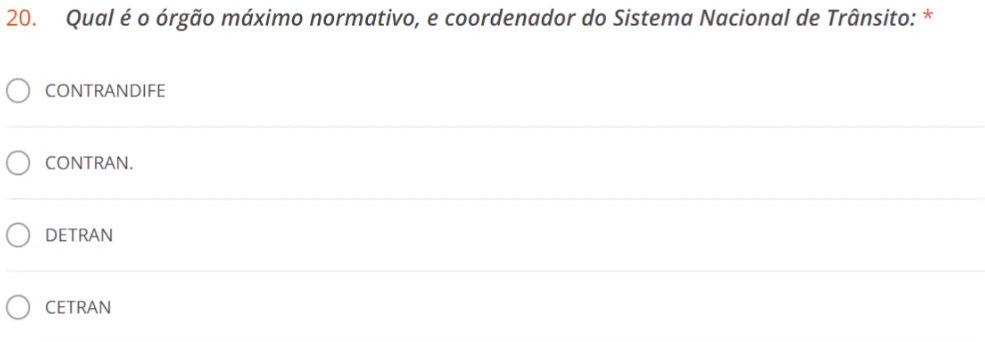 20. Qual é o órgão máximo normativo, e coordenador do Sistema Nacional de Trânsito: *
CONTRANDIFE
CONTRAN.
DETRAN
CETRAN